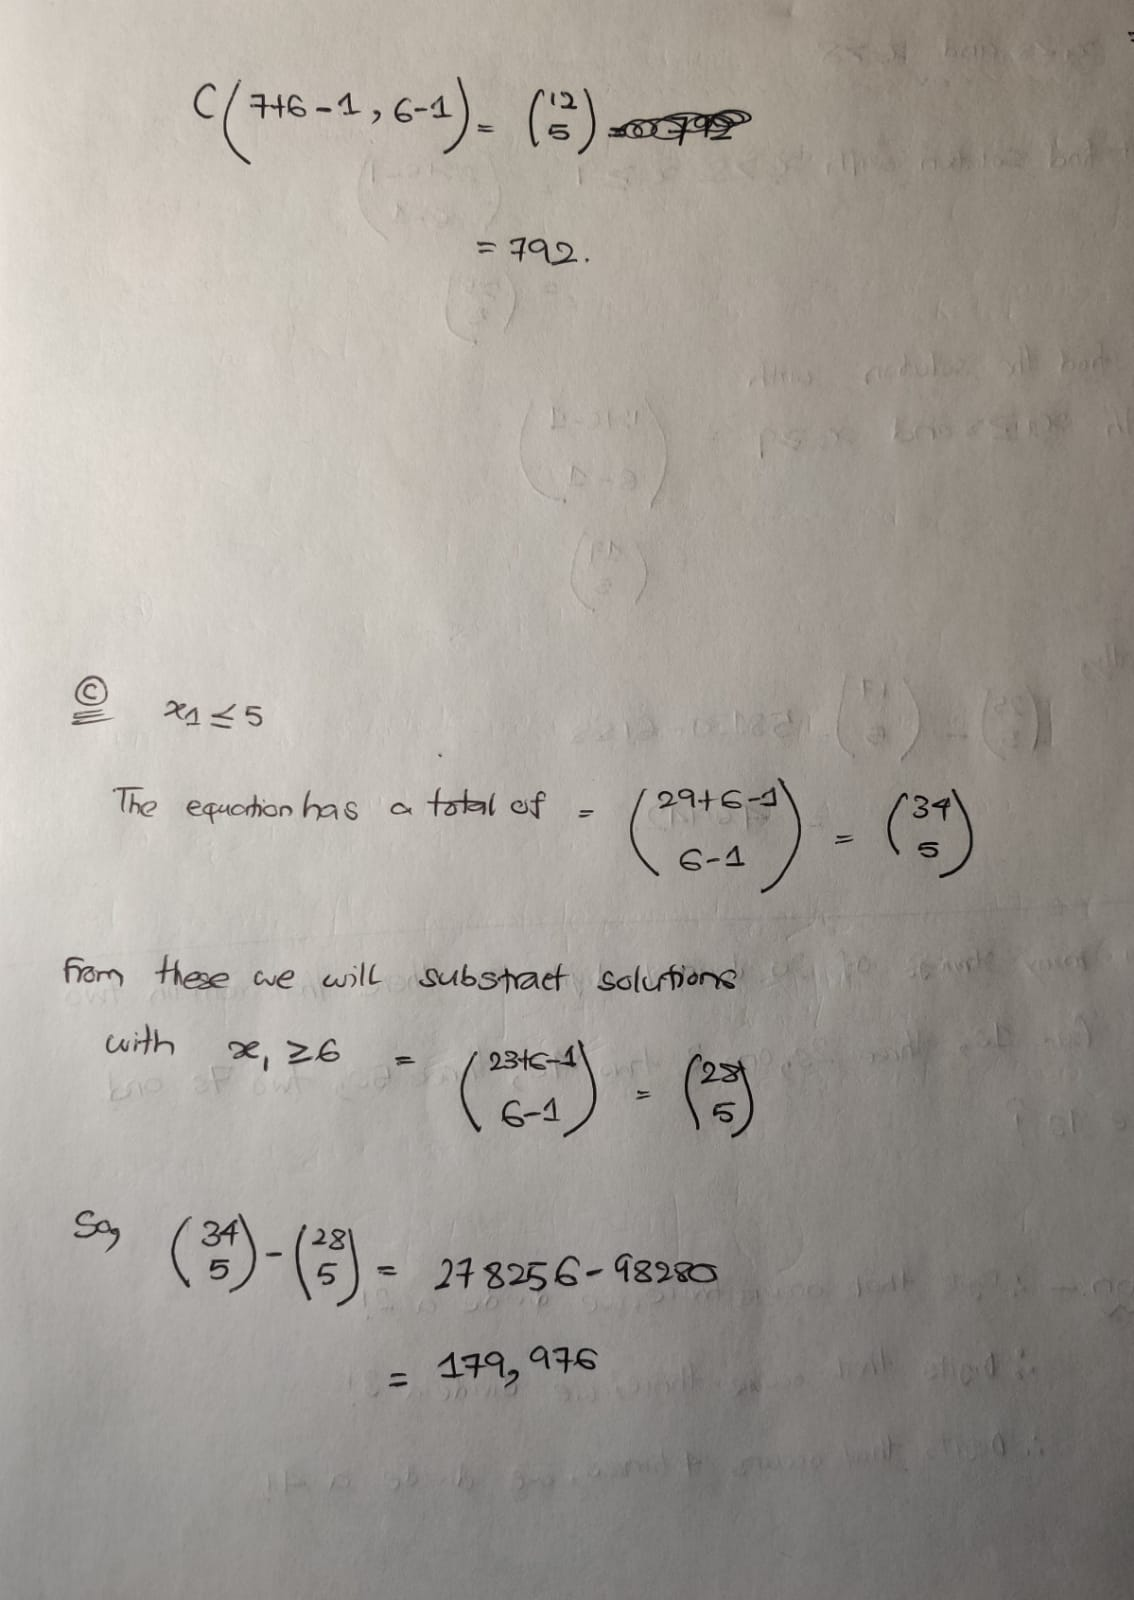 C(7+6-1, 6-1) = (12 5)
= 792.
(c) x1 ≤ 5
The equation has a total of = (29+6-1 6-1) = (34 5)
From these we will substract solutions
with x1 ≥ 6 = (23+6-1 6-1) = (28 5)
So, (34 5) - (28 5) = 278256 - 98280
= 179,976